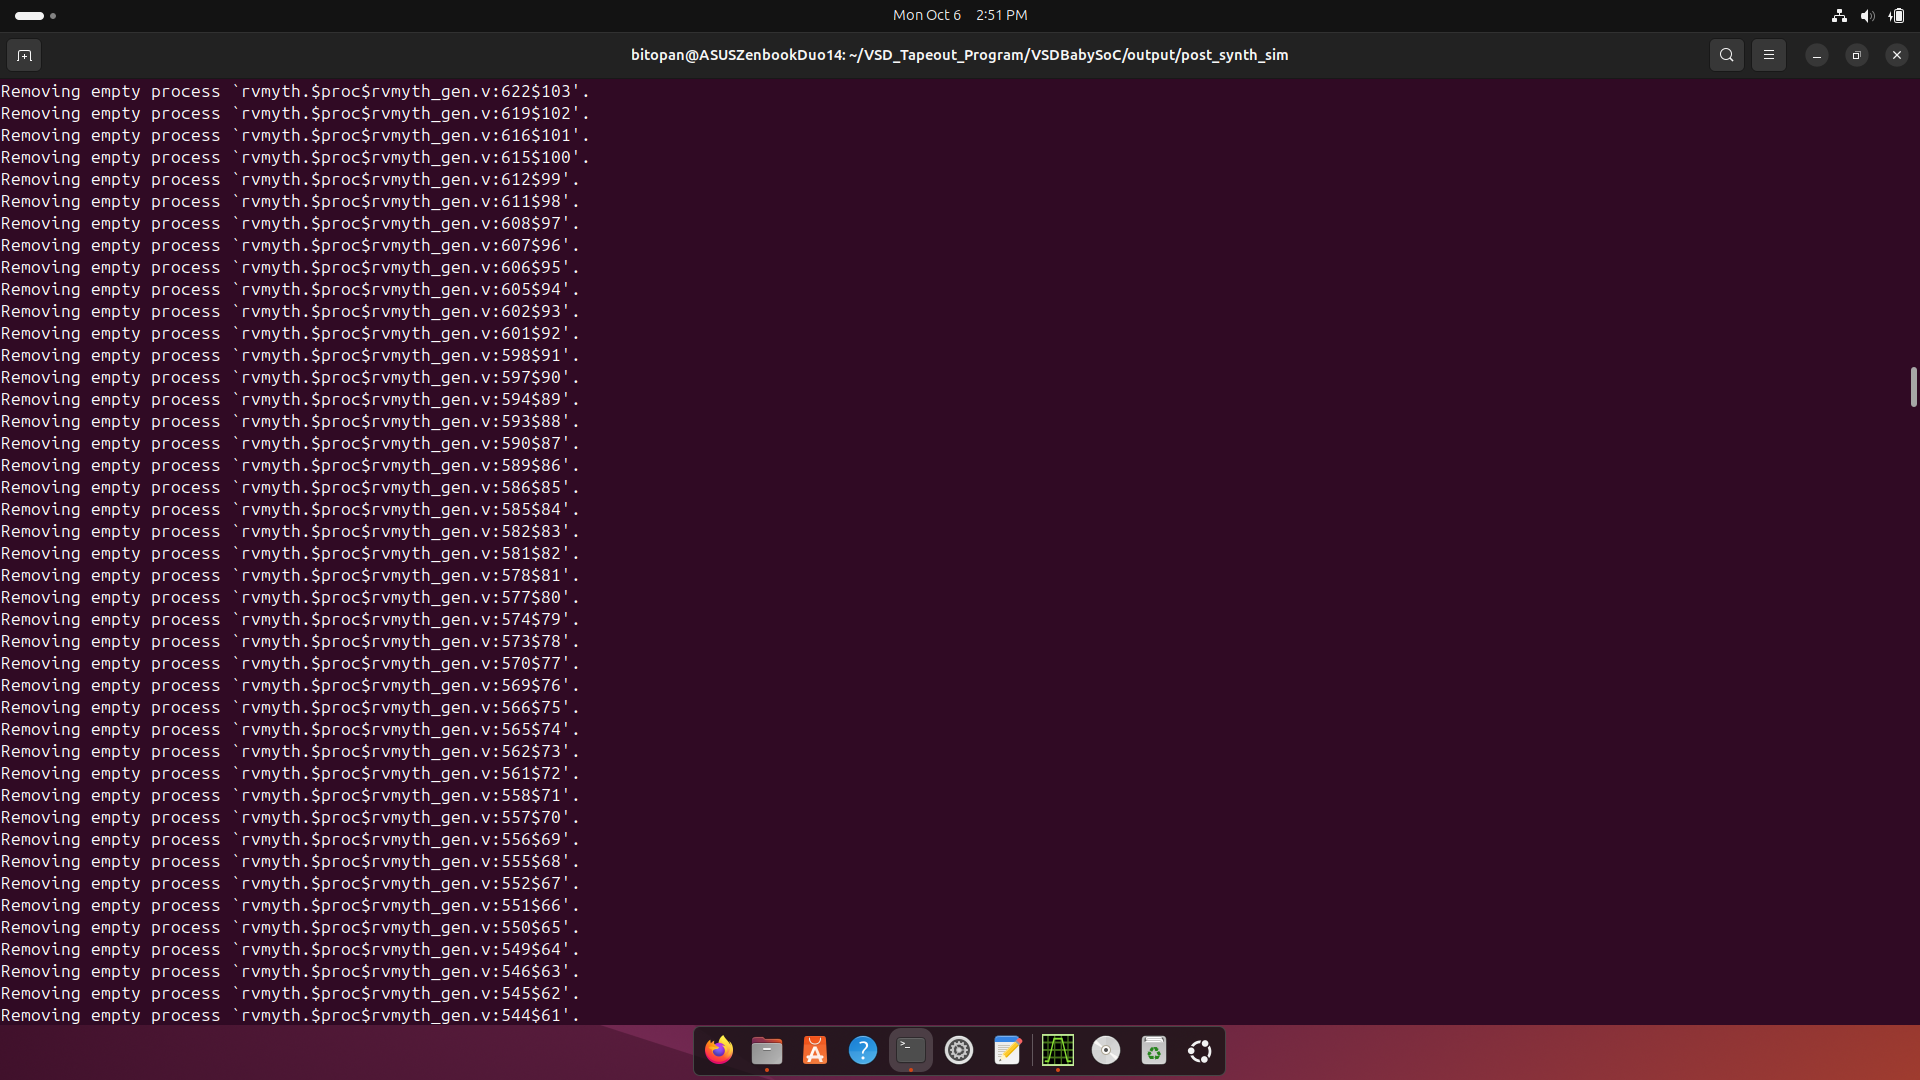 Mon Oct 6 2:51 PM
bitopan@ASUSZenbookDuo14: ~/VSD_Tapeout_Program/VSDBabySoC/output/post_synth_sim
Removing empty process `rvmyth.$proc$rvmyth_gen.v:622$103'.
Removing empty process `rvmyth.$proc$rvmyth_gen.v:619$102'.
Removing empty process `rvmyth.$proc$rvmyth_gen.v:616$101'.
Removing empty process `rvmyth.$proc$rvmyth_gen.v:615$100'.
Removing empty process `rvmyth.$proc$rvmyth_gen.v:612$99'.
Removing empty process `rvmyth.$proc$rvmyth_gen.v:611$98'.
Removing empty process `rvmyth.$proc$rvmyth_gen.v:608$97'.
Removing empty process `rvmyth.$proc$rvmyth_gen.v:607$96'.
Removing empty process `rvmyth.$proc$rvmyth_gen.v:606$95'.
Removing empty process `rvmyth.$proc$rvmyth_gen.v:605$94'.
Removing empty process `rvmyth.$proc$rvmyth_gen.v:602$93'.
Removing empty process `rvmyth.$proc$rvmyth_gen.v:601$92'.
Removing empty process `rvmyth.$proc$rvmyth_gen.v:598$91'.
Removing empty process `rvmyth.$proc$rvmyth_gen.v:597$90'.
Removing empty process `rvmyth.$proc$rvmyth_gen.v:594$89'.
Removing empty process `rvmyth.$proc$rvmyth_gen.v:593$88'.
Removing empty process `rvmyth.$proc$rvmyth_gen.v:590$87'.
Removing empty process `rvmyth.$proc$rvmyth_gen.v:589$86'.
Removing empty process `rvmyth.$proc$rvmyth_gen.v:586$85'.
Removing empty process `rvmyth.$proc$rvmyth_gen.v:585$84'.
Removing empty process `rvmyth.$proc$rvmyth_gen.v:582$83'.
Removing empty process `rvmyth.$proc$rvmyth_gen.v:581$82'.
Removing empty process `rvmyth.$proc$rvmyth_gen.v:578$81'.
Removing empty process `rvmyth.$proc$rvmyth_gen.v:577$80'.
Removing empty process `rvmyth.$proc$rvmyth_gen.v:574$79'.
Removing empty process `rvmyth.$proc$rvmyth_gen.v:573$78'.
Removing empty process `rvmyth.$proc$rvmyth_gen.v:570$77'.
Removing empty process `rvmyth.$proc$rvmyth_gen.v:569$76'.
Removing empty process `rvmyth.$proc$rvmyth_gen.v:566$75'.
Removing empty process `rvmyth.$proc$rvmyth_gen.v:565$74'.
Removing empty process `rvmyth.$proc$rvmyth_gen.v:562$73'.
Removing empty process `rvmyth.$proc$rvmyth_gen.v:561$72'.
Removing empty process `rvmyth.$proc$rvmyth_gen.v:558$71'.
Removing empty process `rvmyth.$proc$rvmyth_gen.v:557$70'.
Removing empty process `rvmyth.$proc$rvmyth_gen.v:556$69'.
Removing empty process `rvmyth.$proc$rvmyth_gen.v:555$68'.
Removing empty process `rvmyth.$proc$rvmyth_gen.v:552$67'.
Removing empty process `rvmyth.$proc$rvmyth_gen.v:551$66'.
Removing empty process `rvmyth.$proc$rvmyth_gen.v:550$65'.
Removing empty process `rvmyth.$proc$rvmyth_gen.v:549$64'.
Removing empty process `rvmyth.$proc$rvmyth_gen.v:546$63'.
Removing empty process `rvmyth.$proc$rvmyth_gen.v:545$62'.
Removing empty process `rvmyth.$proc$rvmyth_gen.v:544$61'.